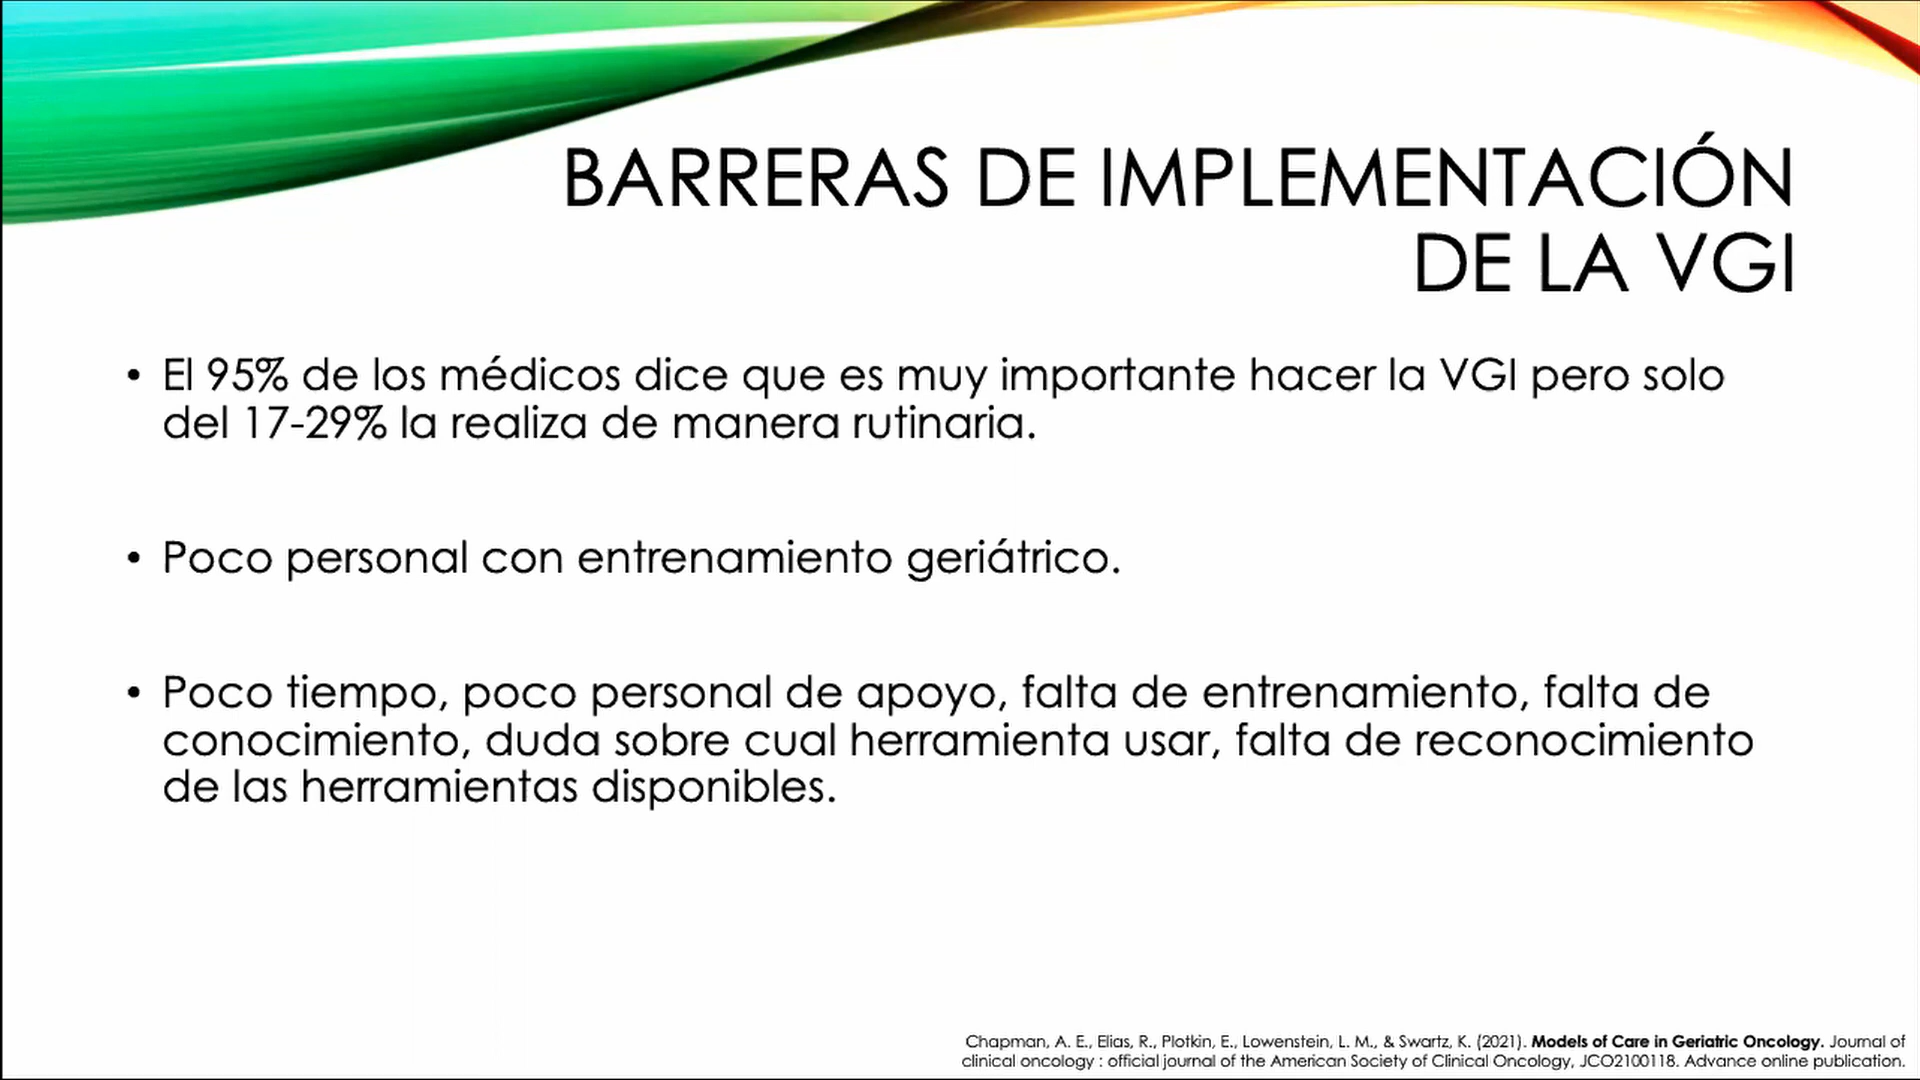 BARRERAS DE IMPLEMENTACIÓN
DE LA VGI
• El 95% de los médicos dice que es muy importante hacer la VGI pero solo
del 17-29% la realiza de manera rutinaria.
• Poco personal con entrenamiento geriátrico.
• Poco tiempo, poco personal de apoyo, falta de entrenamiento, falta de
conocimiento, duda sobre cual herramienta usar, falta de reconocimiento
de las herramientas disponibles.
Chapman, A. E., Elias, R., Plotkin, E., Lowenstein, L. M., & Swartz, K. (2021). Models of Care in Geriatric Oncology. Journal of
clinical oncology : official journal of the American Society of Clinical Oncology, JCO2100118. Advance online publication.